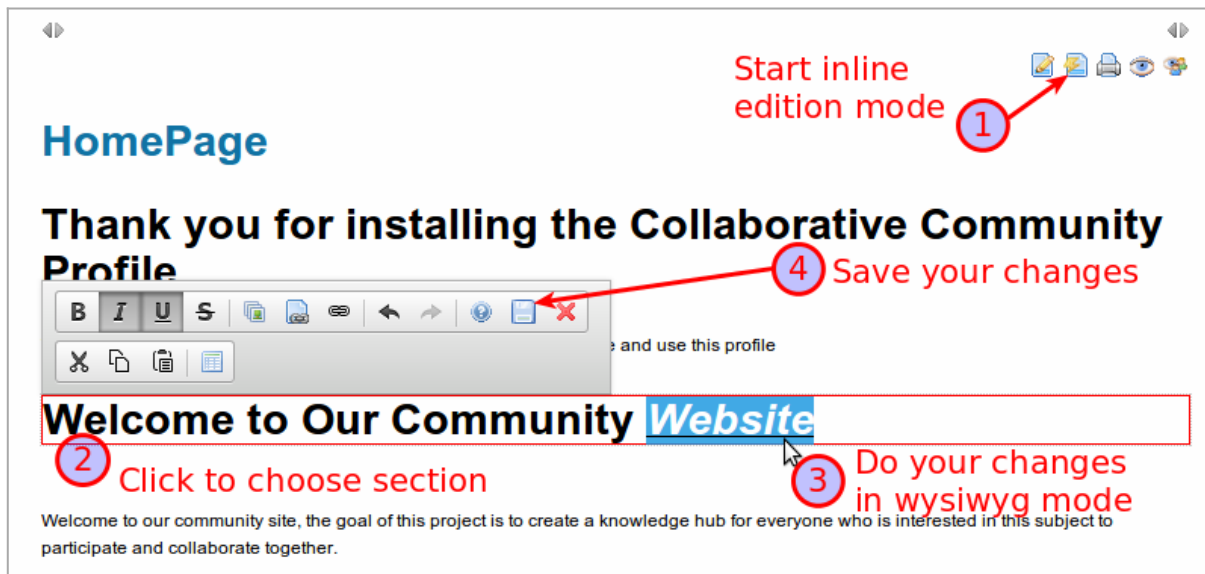 Start inline
edition mode
1
HomePage
Thank you for installing the Collaborative Community
Profile
4 Save your changes
B I U S
and use this profile
Welcome to Our Community Website
2 Click to choose section
3 Do your changes
in wysiwyg mode
Welcome to our community site, the goal of this project is to create a knowledge hub for everyone who is interested in this subject to
participate and collaborate together.